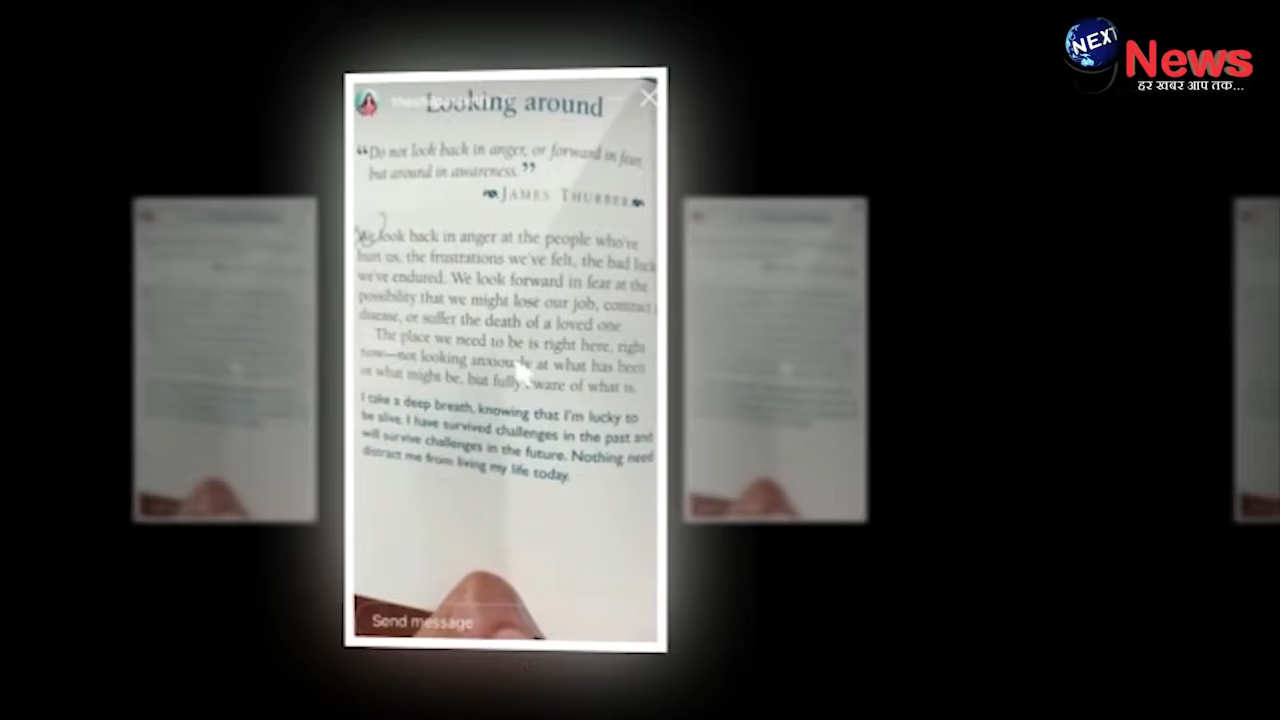 NEXT
News
हर खबर आप तक...
Looking around
“Do not look back in anger, or forward in fear,
but around in awareness.”
JAMES THURBER
We look back in anger at the people who've
hurt us, the frustrations we've felt, the bad luck
we've endured. We look forward in fear at the
possibility that we might lose our job, contract a
disease, or suffer the death of a loved one.
The place we need to be is right here, right
now—not looking anxiously at what has been
or what might be, but fully aware of what is.
I take a deep breath, knowing that I'm lucky to
be alive. I have survived challenges in the past and
will survive challenges in the future. Nothing need
distract me from living my life today.
Send message